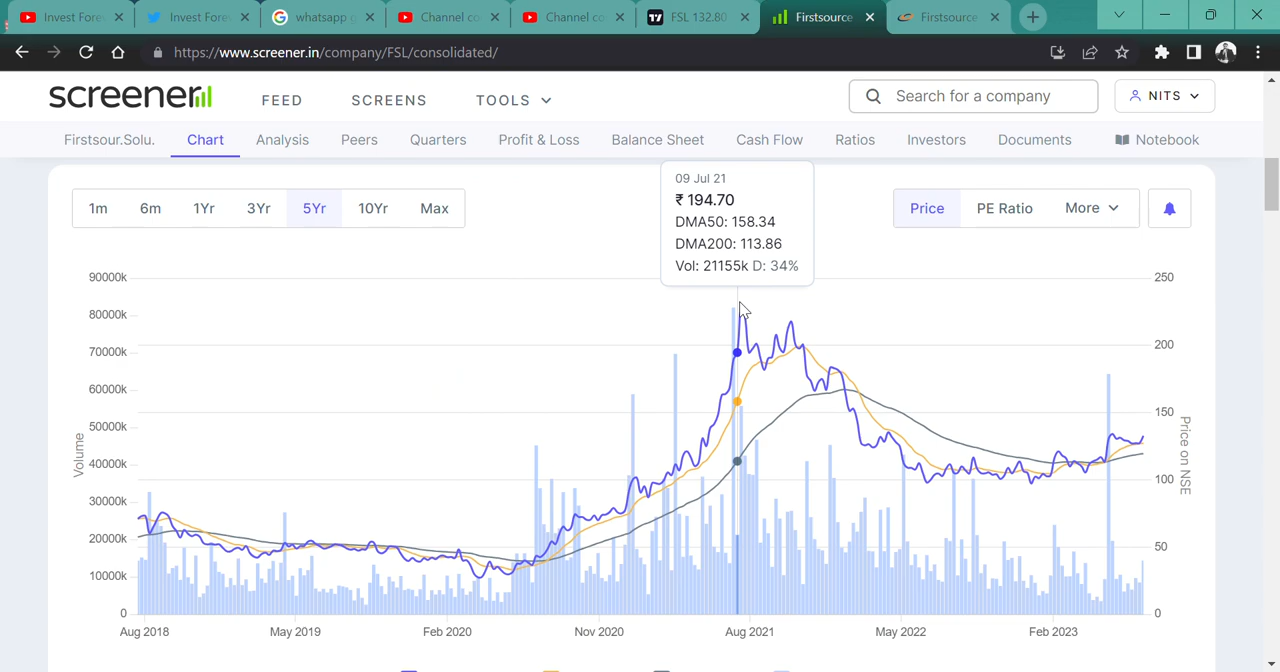 Invest Fore
Invest Fore
whatsapp g
Channel co
Channel co
FSL 132.80
Firstsource
Firstsource
https://www.screener.in/company/FSL/consolidated/
screener
FEED
SCREENS
TOOLS
Search for a company
NITS
Firstsour.Solu.
Chart
Analysis
Peers
Quarters
Profit & Loss
Balance Sheet
Cash Flow
Ratios
Investors
Documents
Notebook
1m
6m
1Yr
3Yr
5Yr
10Yr
Max
09 Jul 21
₹ 194.70
DMA50: 158.34
DMA200: 113.86
Vol: 21155k D: 34%
Price
PE Ratio
More
90000k
80000k
70000k
60000k
50000k
40000k
30000k
20000k
10000k
0
Volume
250
200
150
100
50
0
Price on NSE
Aug 2018
May 2019
Feb 2020
Nov 2020
Aug 2021
May 2022
Feb 2023